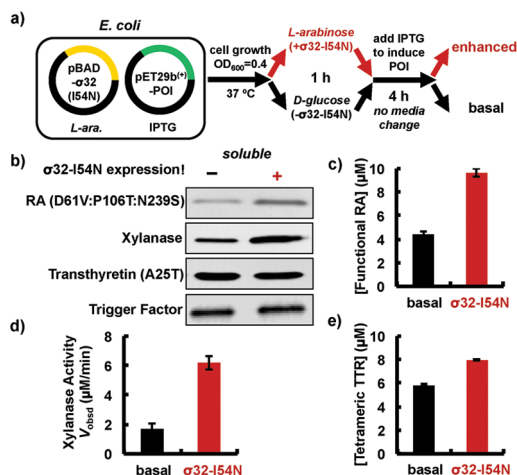 a)
E. coli
pBAD
-σ32
(I54N)
L-ara.
pET29b(+)
-POI
IPTG
cell growth
OD600=0.4
37 ºC
L-arabinose
(+σ32-I54N)
1 h
D-glucose
(-σ32-I54N)
add IPTG
to induce
POI
4 h
no media
change
enhanced
basal
b)
soluble
σ32-I54N expression!
–
+
RA (D61V:P106T:N239S)
Xylanase
Transthyretin (A25T)
Trigger Factor
c)
[Functional RA] (µM)
10
8
6
4
2
0
basal
σ32-I54N
d)
Xylanase Activity
Vobsd (µM/min)
8
6
4
2
0
basal
σ32-I54N
e)
[Tetrameric TTR] (µM)
10
8
6
4
2
0
basal
σ32-I54N